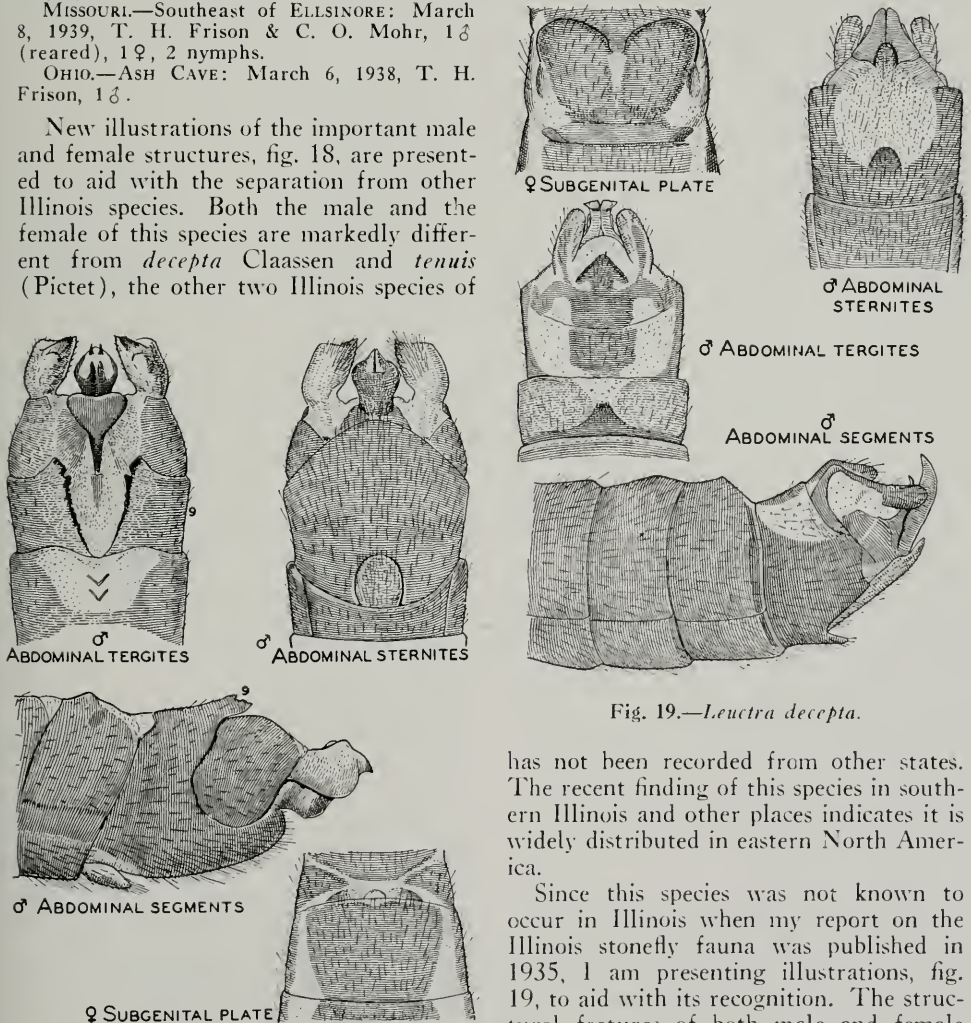 MISSOURI.—Southeast of ELLSINORE: March
8, 1939, T. H. Frison & C. O. Mohr, 1♂
(reared), 1♀, 2 nymphs.
OHIO.—ASH CAVE: March 6, 1938, T. H.
Frison, 1♂.
New illustrations of the important male
and female structures, fig. 18, are present-
ed to aid with the separation from other
Illinois species. Both the male and the
female of this species are markedly differ-
ent from decepta Claassen and tenuis
(Pictet), the other two Illinois species of
9
♂
ABDOMINAL TERGITES
♂ ABDOMINAL STERNITES
9
♂ ABDOMINAL SEGMENTS
♀ SUBGENITAL PLATE
♀ SUBGENITAL PLATE
♂ ABDOMINAL
STERNITES
♂ ABDOMINAL TERGITES
♂
ABDOMINAL SEGMENTS
Fig. 19.—Leuctra decepta.
has not been recorded from other states.
The recent finding of this species in south-
ern Illinois and other places indicates it is
widely distributed in eastern North Amer-
ica.
Since this species was not known to
occur in Illinois when my report on the
Illinois stonefly fauna was published in
1935, I am presenting illustrations, fig.
19, to aid with its recognition. The struc-
of both male and female